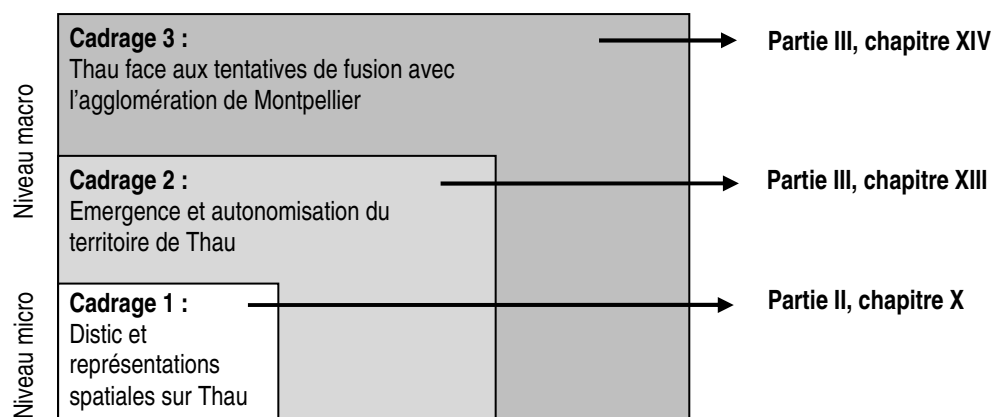 Cadrage 3 :
Thau face aux tentatives de fusion avec
l'agglomération de Montpellier
Partie III, chapitre XIV
Niveau macro
Cadrage 2 :
Emergence et autonomisation du
territoire de Thau
Partie III, chapitre XIII
Cadrage 1 :
Distic et
représentations
spatiales sur Thau
Partie II, chapitre X
Niveau micro